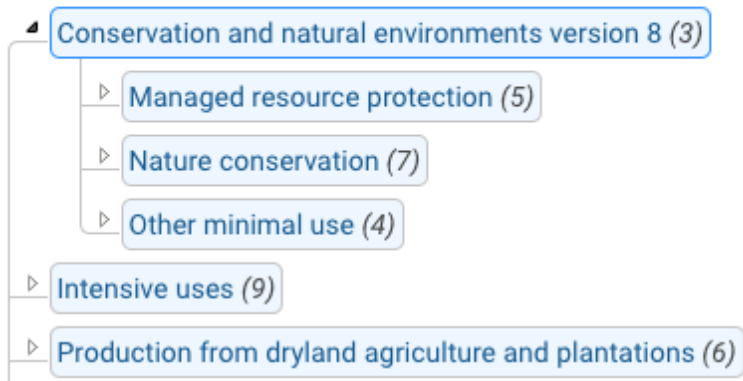 Conservation and natural environments version 8 (3)
Managed resource protection (5)
Nature conservation (7)
Other minimal use (4)
Intensive uses (9)
Production from dryland agriculture and plantations (6)